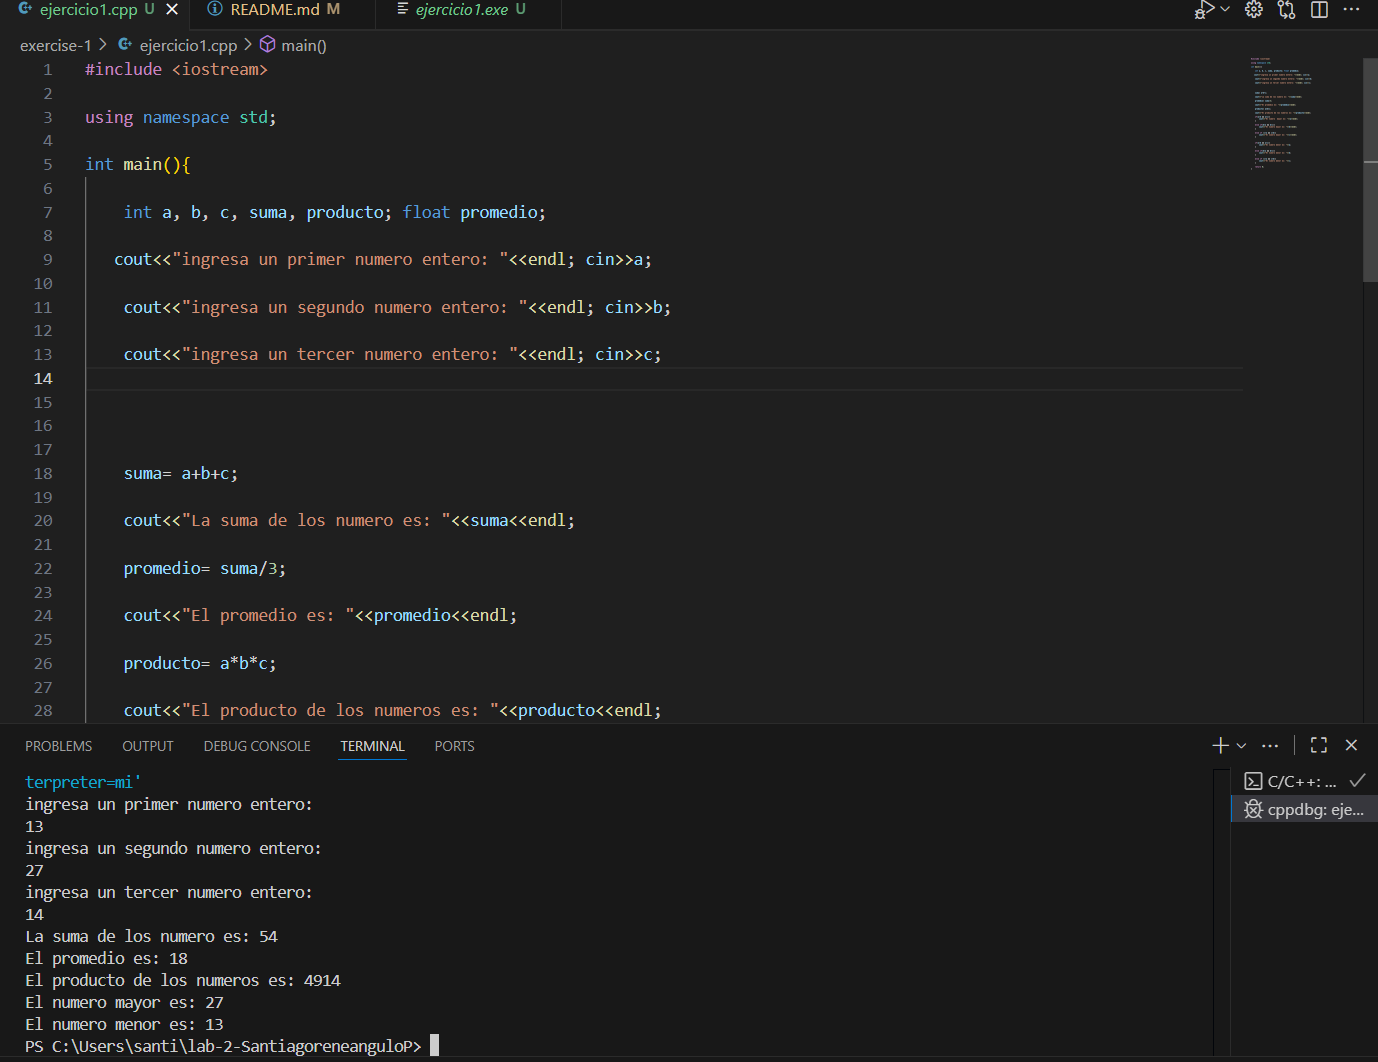 ejercicio1.cpp U README.md M ejercicio1.exe U
exercise-1 > ejercicio1.cpp > main()
1 #include <iostream>
2
3 using namespace std;
4
5 int main(){
6
7 int a, b, c, suma, producto; float promedio;
8
9 cout<<"ingresa un primer numero entero: "<<endl; cin>>a;
10
11 cout<<"ingresa un segundo numero entero: "<<endl; cin>>b;
12
13 cout<<"ingresa un tercer numero entero: "<<endl; cin>>c;
14
15
16
17
18 suma= a+b+c;
19
20 cout<<"La suma de los numero es: "<<suma<<endl;
21
22 promedio= suma/3;
23
24 cout<<"El promedio es: "<<promedio<<endl;
25
26 producto= a*b*c;
27
28 cout<<"El producto de los numeros es: "<<producto<<endl;
PROBLEMS OUTPUT DEBUG CONSOLE TERMINAL PORTS
terpreter=mi'
ingresa un primer numero entero:
13
ingresa un segundo numero entero:
27
ingresa un tercer numero entero:
14
La suma de los numero es: 54
El promedio es: 18
El producto de los numeros es: 4914
El numero mayor es: 27
El numero menor es: 13
PS C:\Users\santi\lab-2-SantiagoreneanguloP>
C/C++: ...
cppdbg: eje...